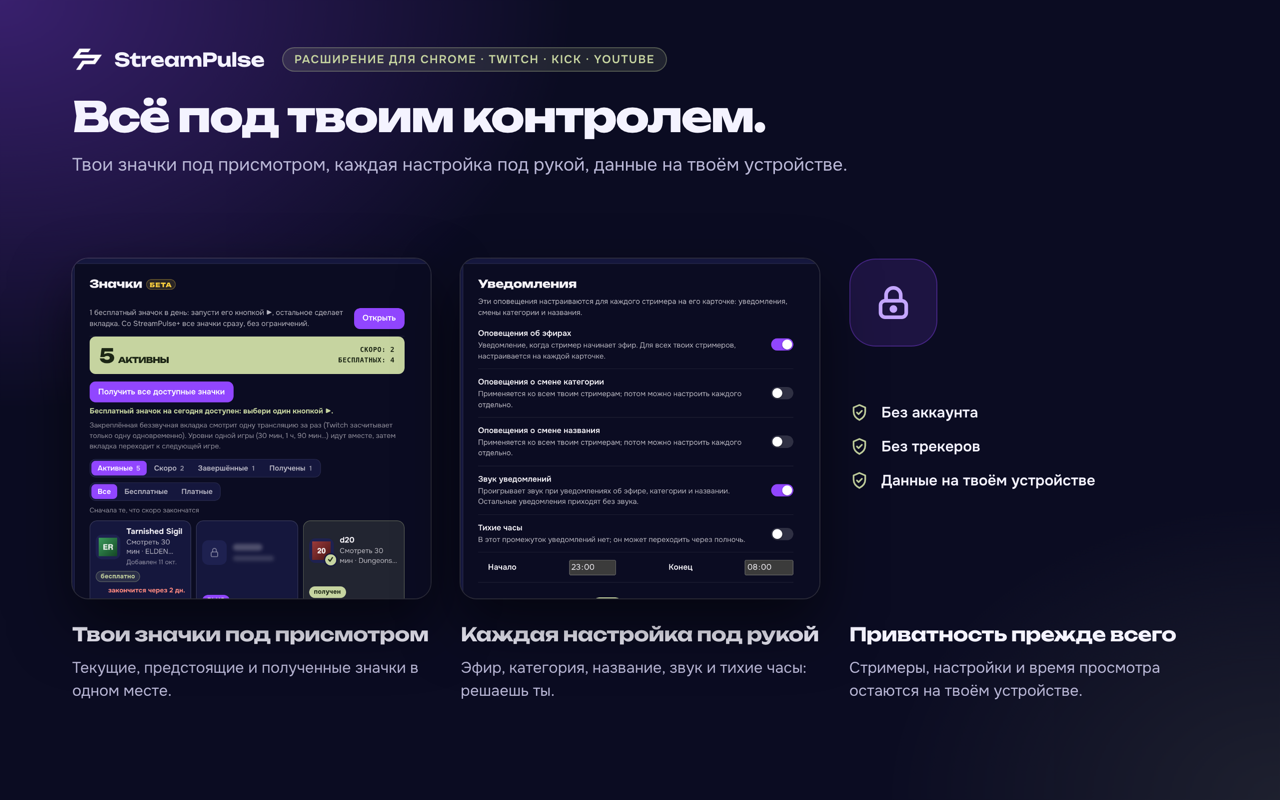 StreamPulse
РАСШИРЕНИЕ ДЛЯ CHROME · TWITCH · KICK · YOUTUBE
Всё под твоим контролем.
Твои значки под присмотром, каждая настройка под рукой, данные на твоём устройстве.
Значки БЕТА
1 бесплатный значок в день: запусти его кнопкой ▶, остальное сделает
вкладка. Со StreamPulse+ все значки сразу, без ограничений.
Открыть
5 АКТИВНЫ
СКОРО: 2
БЕСПЛАТНЫХ: 4
Получить все доступные значки
Бесплатный значок на сегодня доступен: выбери один кнопкой ▶.
Закреплённая беззвучная вкладка смотрит одну трансляцию за раз (Twitch засчитывает
только одну одновременно). Уровни одной игры (30 мин, 1 ч, 90 мин…) идут вместе, затем
вкладка переходит к следующей игре.
Активные 5 Скоро 2 Завершённые 1 Получены 1
Все Бесплатные Платные
Сначала те, что скоро закончатся
ER
Tarnished Sigil
Смотреть 30
мин · ELDEN…
Добавлен 11 окт.
бесплатно
закончится через 2 дн.
20
d20
Смотреть 30
мин · Dungeons…
получен
Твои значки под присмотром
Текущие, предстоящие и полученные значки в
одном месте.
Уведомления
Эти оповещения настраиваются для каждого стримера на его карточке: уведомления,
смены категории и названия.
Оповещения об эфирах
Уведомление, когда стример начинает эфир. Для всех твоих стримеров,
настраивается на каждой карточке.
Оповещения о смене категории
Применяется ко всем твоим стримерам; потом можно настроить каждого
отдельно.
Оповещения о смене названия
Применяется ко всем твоим стримерам; потом можно настроить каждого
отдельно.
Звук уведомлений
Проигрывает звук при уведомлениях об эфире, категории и названии.
Остальные уведомления приходят без звука.
Тихие часы
В этот промежуток уведомлений нет; он может переходить через полночь.
Начало 23:00 Конец 08:00
Каждая настройка под рукой
Эфир, категория, название, звук и тихие часы:
решаешь ты.
Без аккаунта
Без трекеров
Данные на твоём устройстве
Приватность прежде всего
Стримеры, настройки и время просмотра
остаются на твоём устройстве.